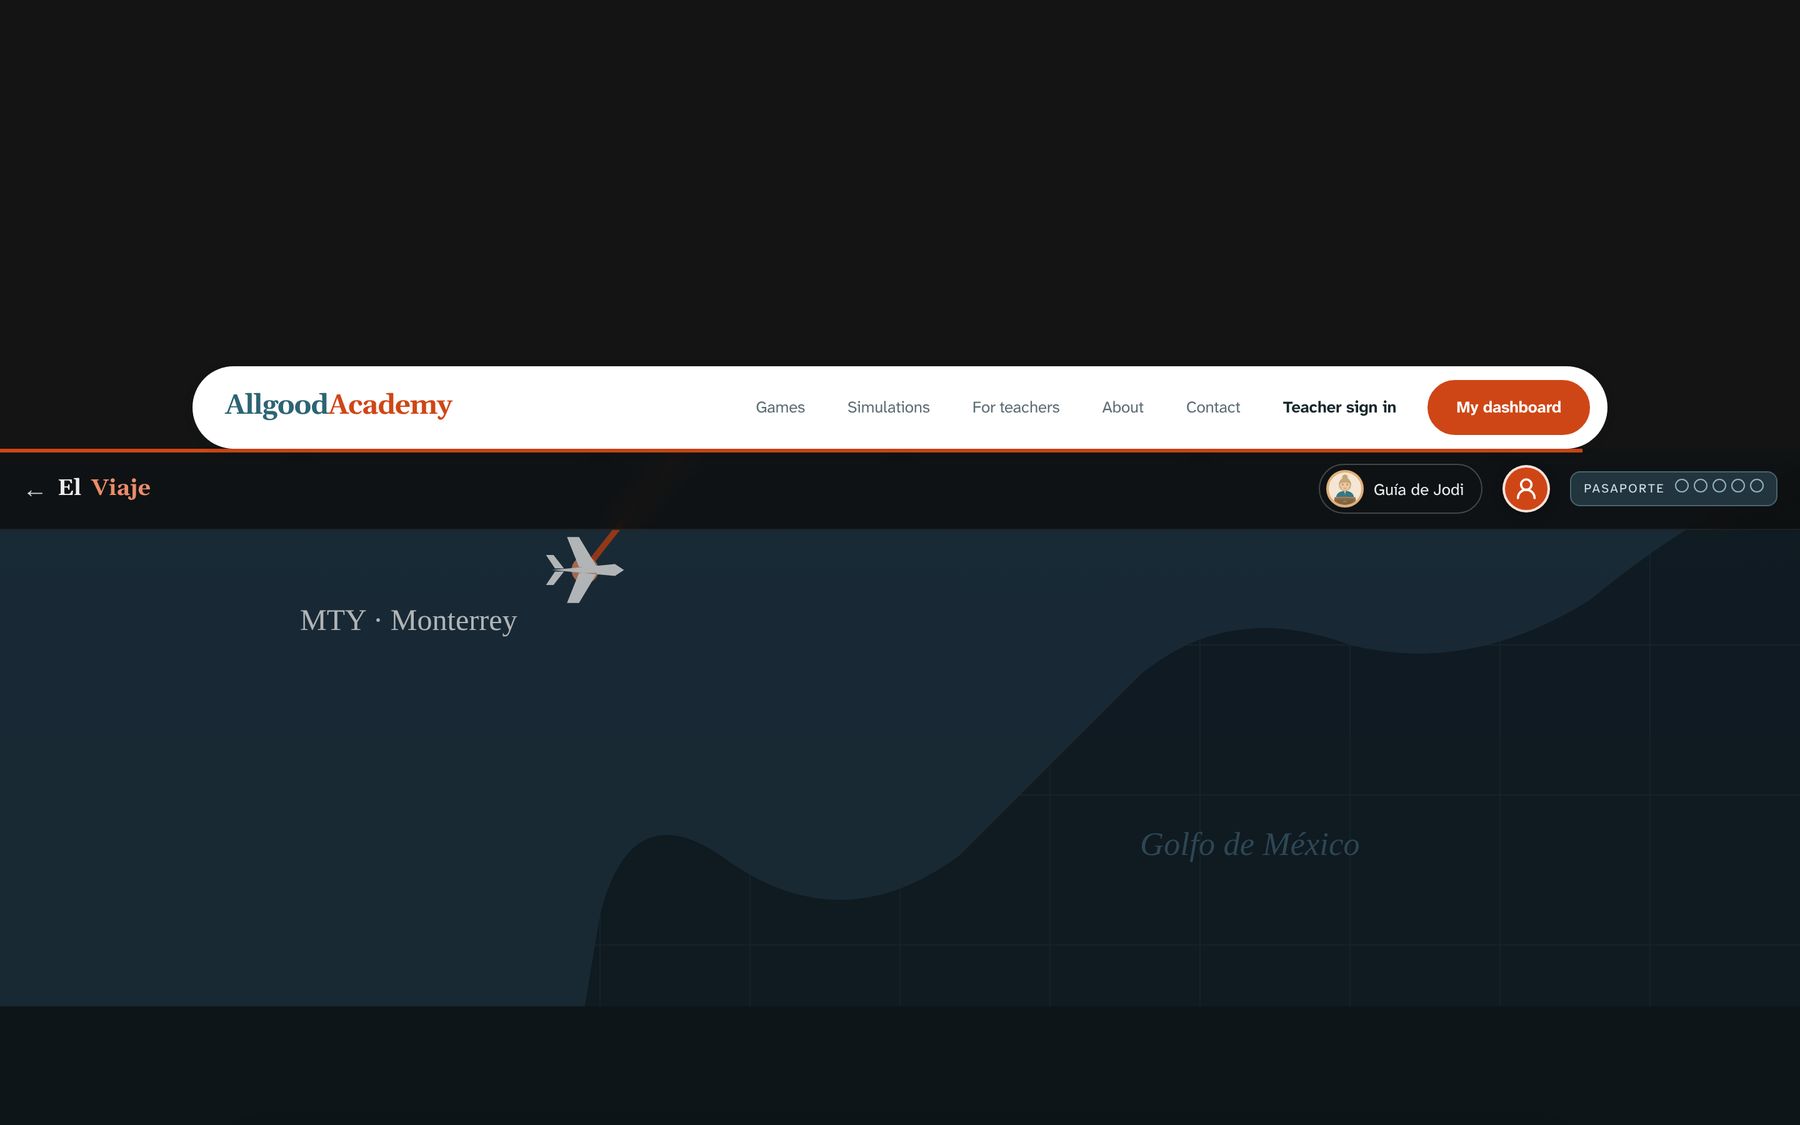 AllgoodAcademy Games Simulations For teachers About Contact Teacher sign in My dashboard
← El Viaje Guía de Jodi PASAPORTE
MTY · Monterrey
Golfo de México